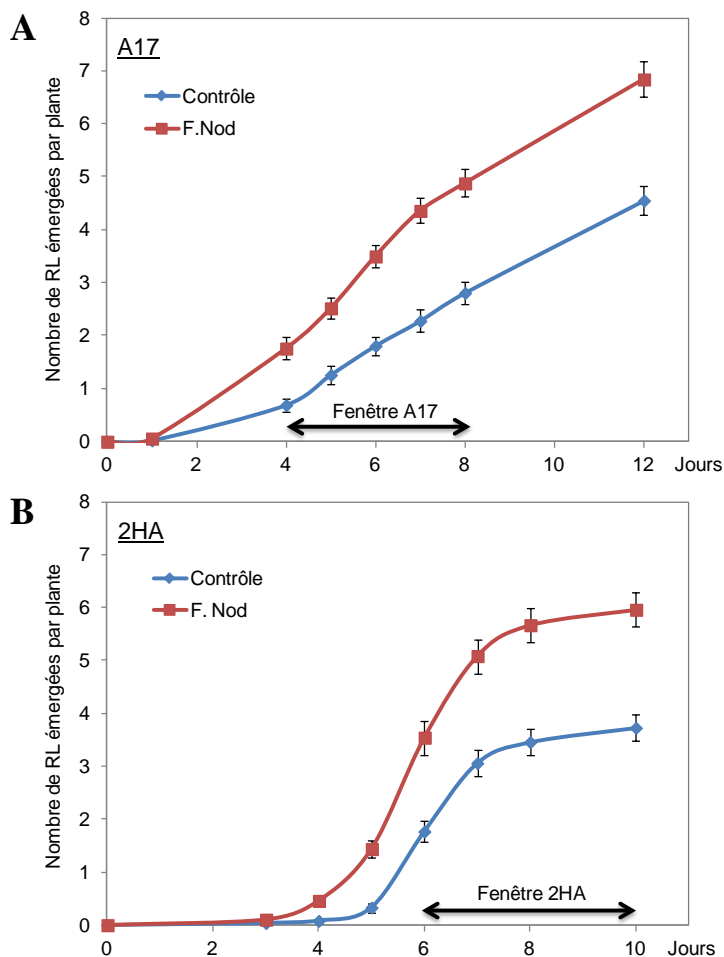 A
A17
Contrôle
F.Nod
Nombre de RL émergées par plante
8
7
6
5
4
3
2
1
0
Fenêtre A17
0 2 4 6 8 10 12 Jours
B
2HA
Contrôle
F. Nod
Nombre de RL émergées par plante
8
7
6
5
4
3
2
1
0
Fenêtre 2HA
0 2 4 6 8 10 Jours